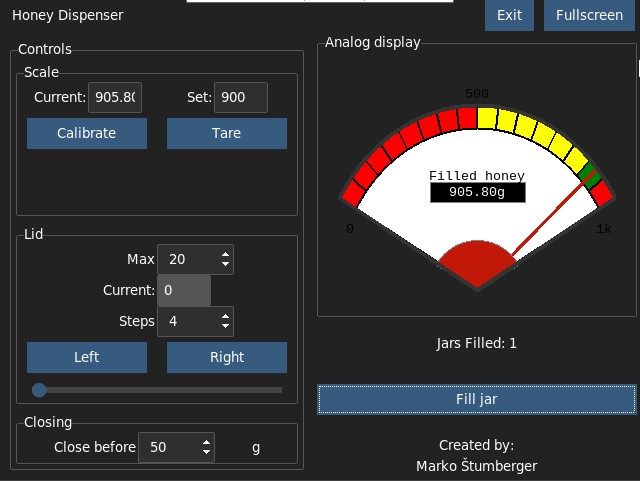 Honey Dispenser
Exit
Fullscreen
Controls
Scale
Current: 905.80
Set: 900
Calibrate
Tare
Lid
Max 20
Current: 0
Steps 4
Left
Right
Closing
Close before 50 g
Analog display
500
Filled honey
905.80g
0
1k
Jars Filled: 1
Fill jar
Created by:
Marko Štumberger